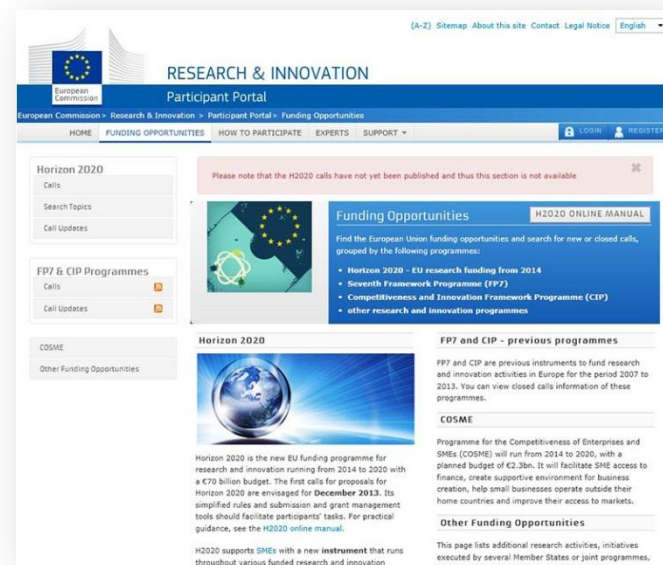 (A-Z) Sitemap About this site Contact Legal Notice English
European
Commission
RESEARCH & INNOVATION
Participant Portal
European Commission > Research & Innovation > Participant Portal > Funding Opportunities
HOME FUNDING OPPORTUNITIES HOW TO PARTICIPATE EXPERTS SUPPORT LOGIN REGISTER
Horizon 2020
Calls
Search Topics
Call Updates
FP7 & CIP Programmes
Calls
Call Updates
COSME
Other Funding Opportunities
Please note that the H2020 calls have not yet been published and thus this section is not available
Funding Opportunities
H2020 ONLINE MANUAL
Find the European Union funding opportunities and search for new or closed calls,
grouped by the following programmes:
• Horizon 2020 - EU research funding from 2014
• Seventh Framework Programme (FP7)
• Competitiveness and Innovation Framework Programme (CIP)
• other research and innovation programmes
Horizon 2020
Horizon 2020 is the new EU funding programme for
research and innovation running from 2014 to 2020 with
a €70 billion budget. The first calls for proposals for
Horizon 2020 are envisaged for December 2013. Its
simplified rules and submission and grant management
tools should facilitate participants' tasks. For practical
guidance, see the H2020 online manual.
H2020 supports SMEs with a new instrument that runs
throughout various funded research and innovation
FP7 and CIP - previous programmes
FP7 and CIP are previous instruments to fund research
and innovation activities in Europe for the period 2007 to
2013. You can view closed calls information of these
programmes.
COSME
Programme for the Competitiveness of Enterprises and
SMEs (COSME) will run from 2014 to 2020, with a
planned budget of €2.3bn. It will facilitate SME access to
finance, create supportive environment for business
creation, help small businesses operate outside their
home countries and improve their access to markets.
Other Funding Opportunities
This page lists additional research activities, initiatives
executed by several Member States or joint programmes,